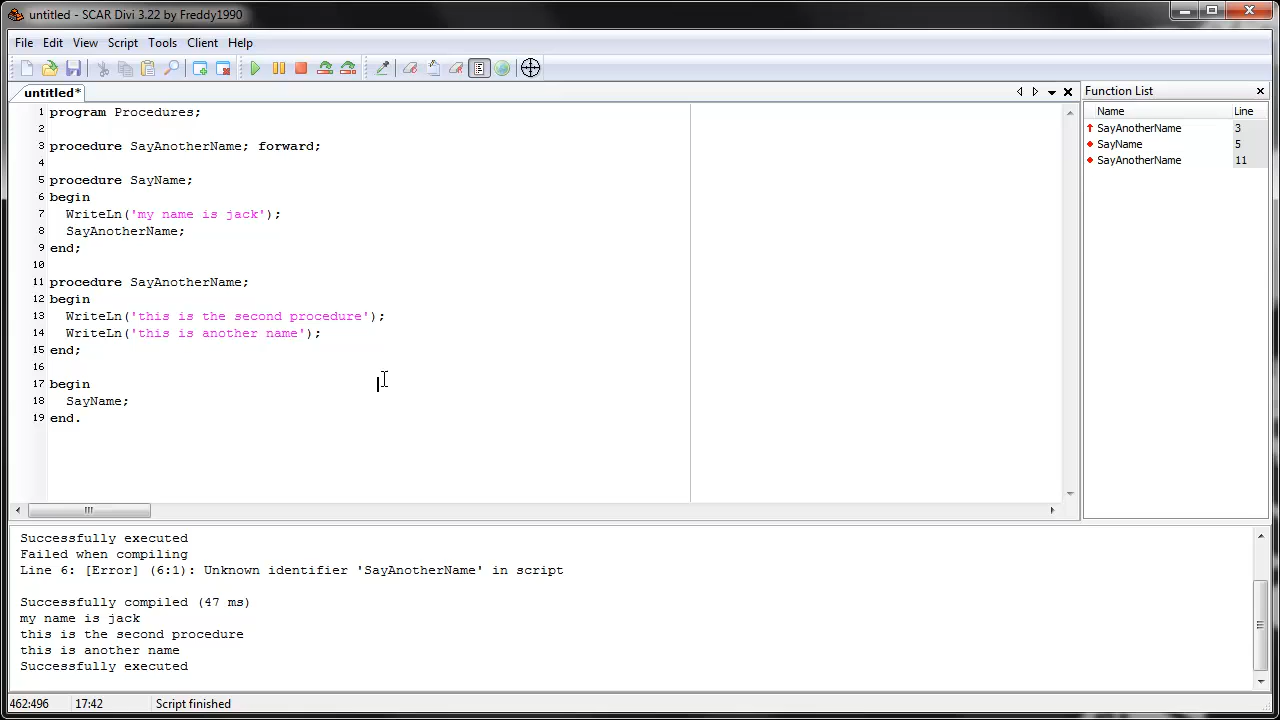 untitled - SCAR Divi 3.22 by Freddy1990
File Edit View Script Tools Client Help
untitled*
1 program Procedures;
2
3 procedure SayAnotherName; forward;
4
5 procedure SayName;
6 begin
7 WriteLn('my name is jack');
8 SayAnotherName;
9 end;
10
11 procedure SayAnotherName;
12 begin
13 WriteLn('this is the second procedure');
14 WriteLn('this is another name');
15 end;
16
17 begin
18 SayName;
19 end.
Function List
Name Line
SayAnotherName 3
SayName 5
SayAnotherName 11
Successfully executed
Failed when compiling
Line 6: [Error] (6:1): Unknown identifier 'SayAnotherName' in script
Successfully compiled (47 ms)
my name is jack
this is the second procedure
this is another name
Successfully executed
462:496 17:42 Script finished